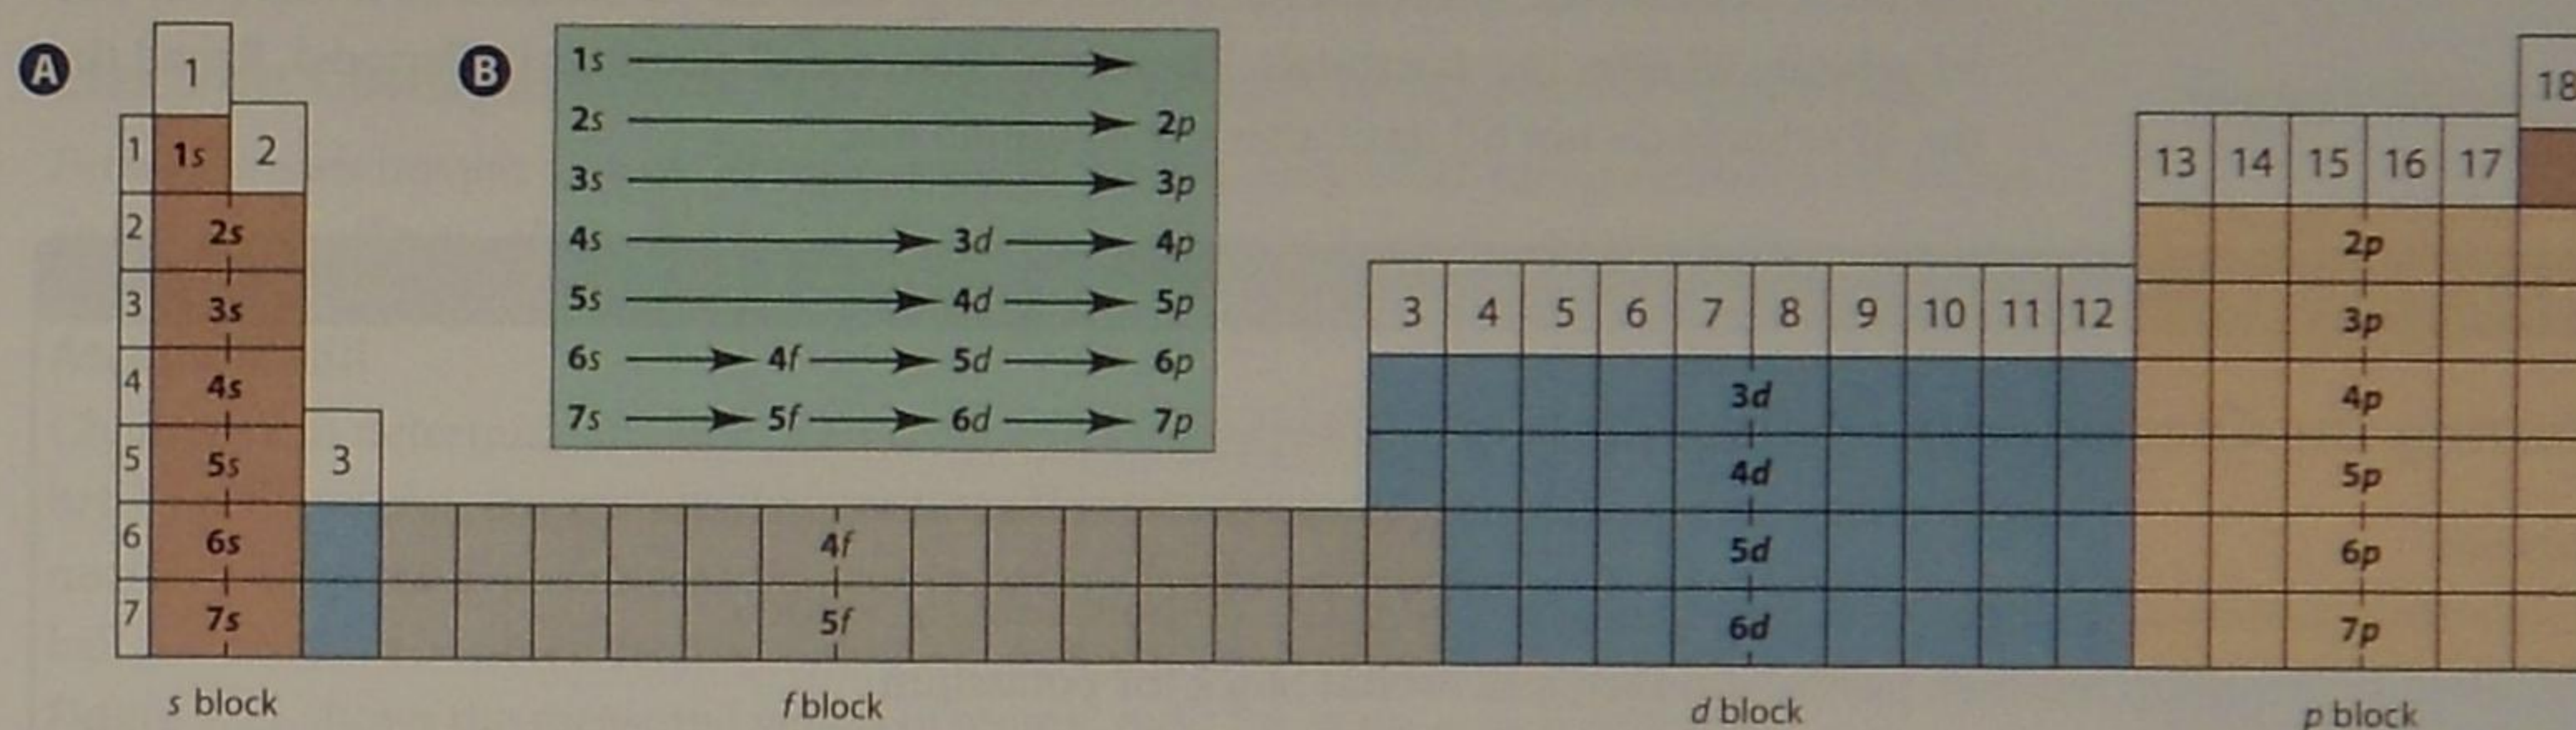 A
1
2
1
1s
2
2s
3
3s
4
4s
5
5s
3
6
6s
7
7s
B
1s
2s 2p
3s 3p
4s 3d 4p
5s 4d 5p
6s 4f 5d 6p
7s 5f 6d 7p
4f
5f
3 4 5 6 7 8 9 10 11 12
3d
4d
5d
6d
18
13 14 15 16 17
2p
3p
4p
5p
6p
7p
s block f block d block p block